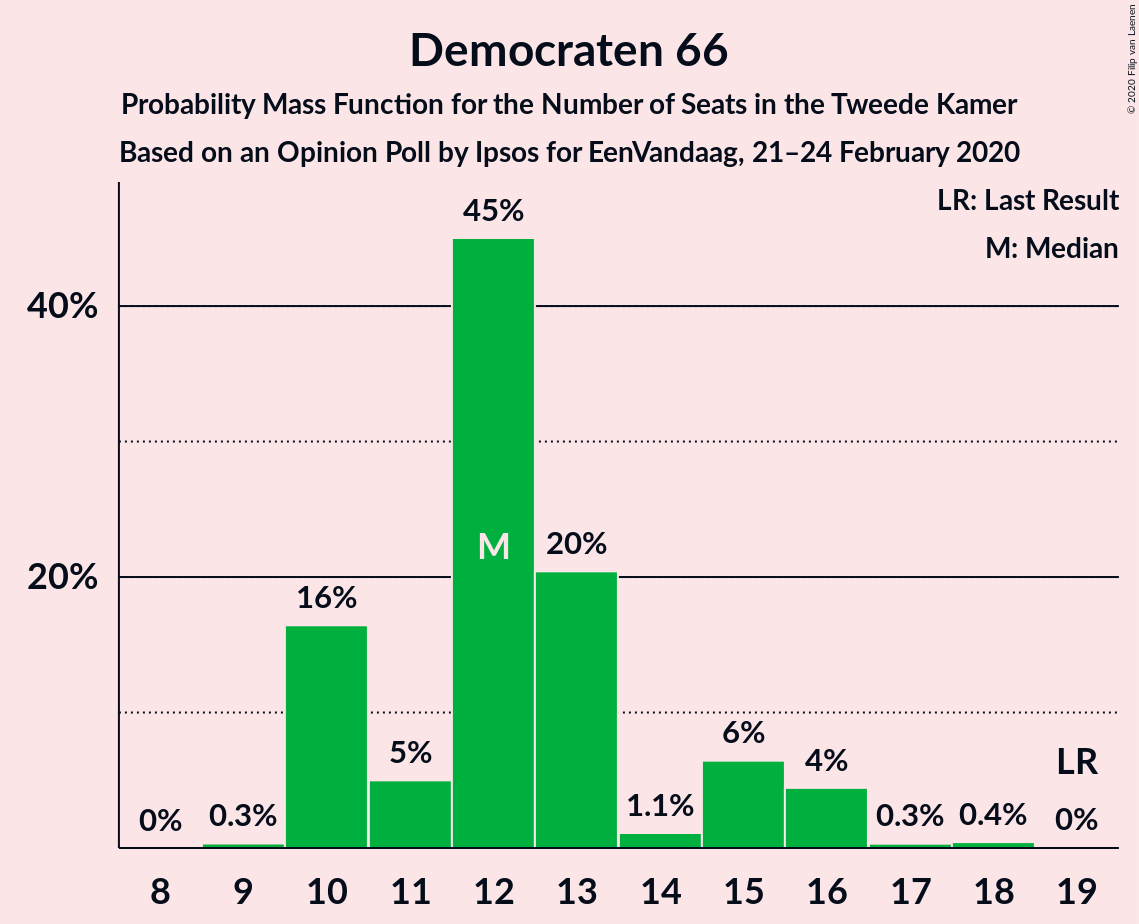 Democraten 66
Probability Mass Function for the Number of Seats in the Tweede Kamer
Based on an Opinion Poll by Ipsos for EenVandaag, 21–24 February 2020
© 2020 Filip van Laenen
LR: Last Result
M: Median
45%
40%
M
20%
20%
16%
5%
6%
4%
LR
0%
0.3%
1.1%
0.3%
0.4%
0%
8 9 10 11 12 13 14 15 16 17 18 19